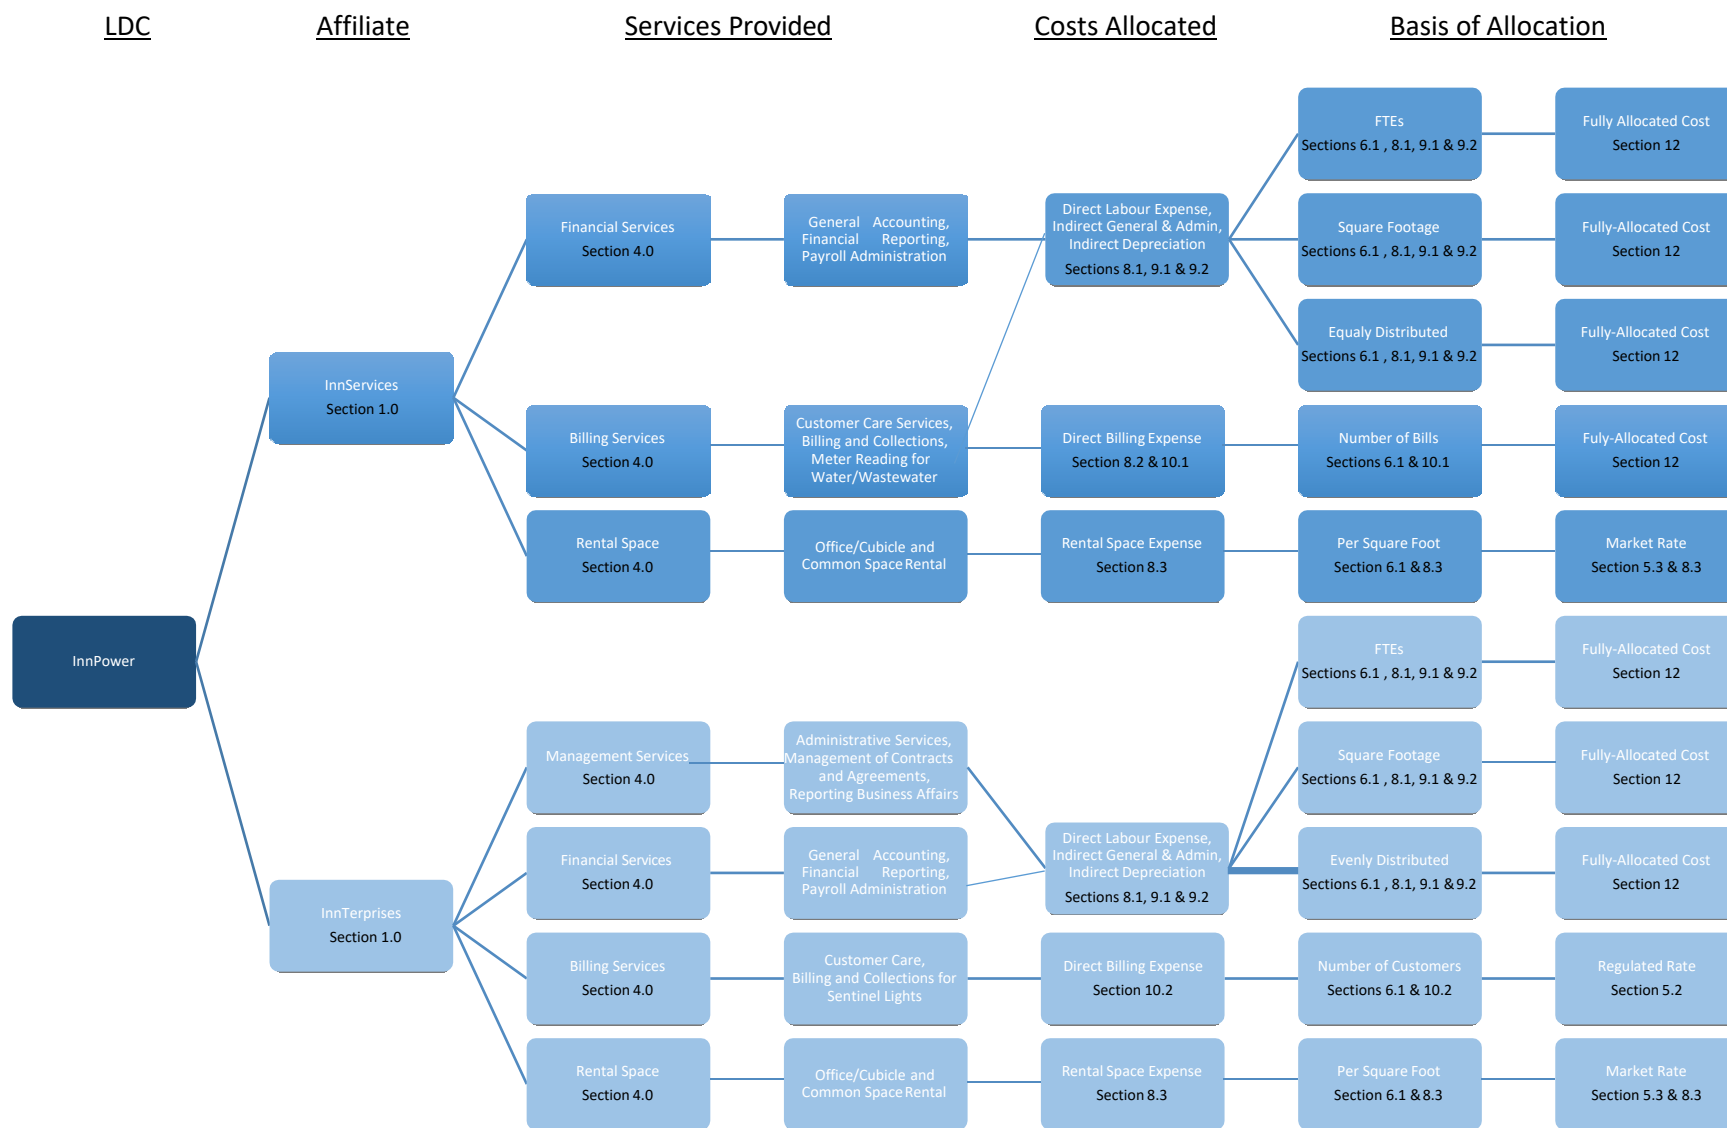 LDC
Affiliate
Services Provided
Costs Allocated
Basis of Allocation
InnPower
InnServices
Section 1.0
Financial Services
Section 4.0
General Accounting,
Financial Reporting,
Payroll Administration
Direct Labour Expense,
Indirect General & Admin,
Indirect Depreciation
Sections 8.1, 9.1 & 9.2
FTEs
Sections 6.1 , 8.1, 9.1 & 9.2
Fully Allocated Cost
Section 12
Square Footage
Sections 6.1 , 8.1, 9.1 & 9.2
Fully-Allocated Cost
Section 12
Equaly Distributed
Sections 6.1 , 8.1, 9.1 & 9.2
Fully-Allocated Cost
Section 12
Billing Services
Section 4.0
Customer Care Services,
Billing and Collections,
Meter Reading for
Water/Wastewater
Direct Billing Expense
Section 8.2 & 10.1
Number of Bills
Sections 6.1 & 10.1
Fuly-Allocated Cost
Section 12
Rental Space
Section 4.0
Office/Cubicle and
Common Space Rental
Rental Space Expense
Section 8.3
Per Square Foot
Section 6.1 & 8.3
Market Rate
Section 5.3 & 8.3
InnTerprises
Section 1.0
Management Services
Section 4.0
Administrative Services,
Management of Contracts
and Agreements,
Reporting Business Affairs
Financial Services
Section 4.0
General Accounting,
Financial Reporting,
Payroll Administration
Direct Labour Expense,
Indirect General & Admin,
Indirect Depreciation
Sections 8.1, 9.1 & 9.2
FTEs
Sections 6.1 , 8.1, 9.1 & 9.2
Fully-Allocated Cost
Section 12
Square Footage
Sections 6.1 , 8.1, 9.1 & 9.2
Fully-Allocated Cost
Section 12
Evenly Distributed
Sections 6.1 , 8.1, 9.1 & 9.2
Fully-Allocated Cost
Section 12
Billing Services
Section 4.0
Customer Care,
Billing and Collections for
Sentinel Lights
Direct Billing Expense
Section 10.2
Number of Customers
Sections 6.1 & 10.2
Regulated Rate
Section 5.2
Rental Space
Section 4.0
Office/Cubicle and
Common Space Rental
Rental Space Expense
Section 8.3
Per Square Foot
Section 6.1 & 8.3
Market Rate
Section 5.3 & 8.3